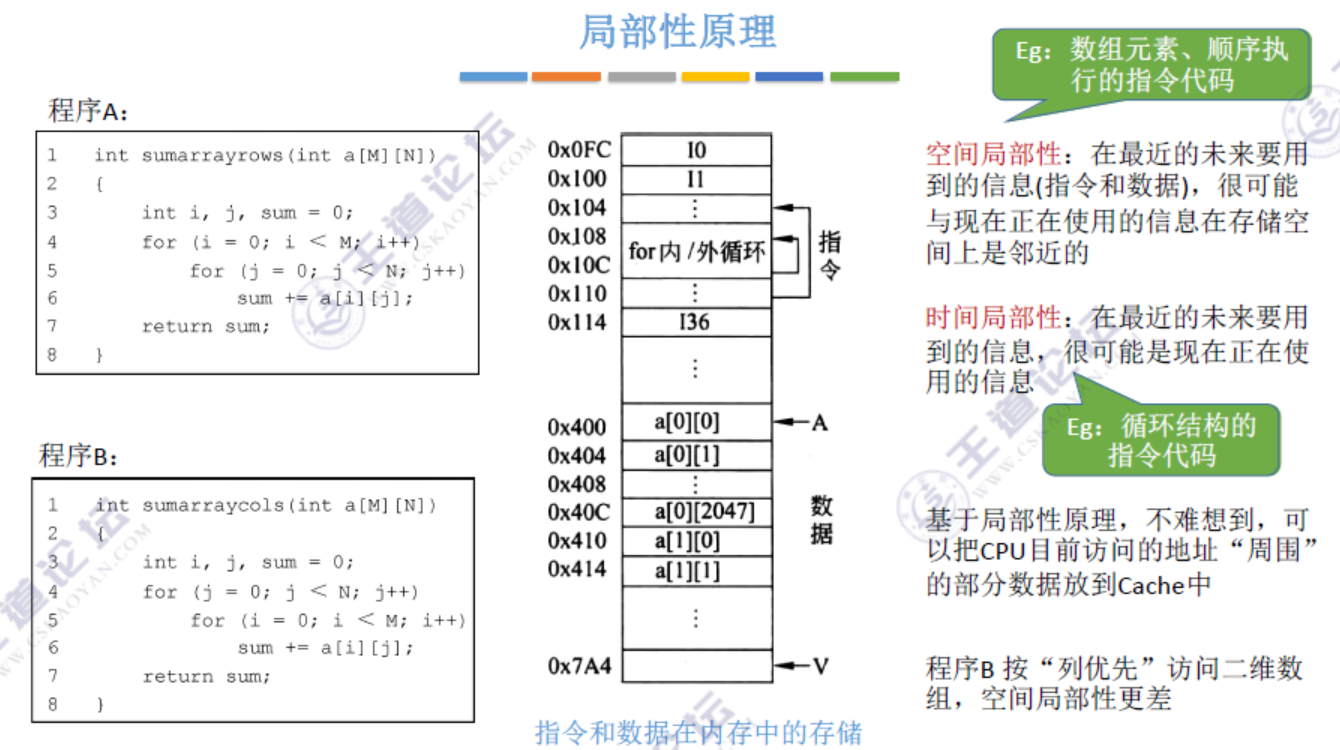 局部性原理
程序A：
1 int sumarrayrows(int a[M][N])
2 {
3 int i, j, sum = 0;
4 for (i = 0; i < M; i++)
5 for (j = 0; j < N; j++)
6 sum += a[i][j];
7 return sum;
8 }
程序B：
1 int sumarraycols(int a[M][N])
2 {
3 int i, j, sum = 0;
4 for (j = 0; j < N; j++)
5 for (i = 0; i < M; i++)
6 sum += a[i][j];
7 return sum;
8 }
0x0FC I0
0x100 I1
0x104 ⋮
0x108
for内/外循环
0x10C
0x110 ⋮
0x114 I36
⋮
指
令
0x400 a[0][0] A
0x404 a[0][1]
0x408 ⋮
0x40C a[0][2047]
0x410 a[1][0]
0x414 a[1][1]
⋮
数
据
0x7A4 V
指令和数据在内存中的存储
Eg：数组元素、顺序执
行的指令代码
空间局部性：在最近的未来要用
到的信息(指令和数据)，很可能
与现在正在使用的信息在存储空
间上是邻近的
时间局部性：在最近的未来要用
到的信息，很可能是现在正在使
用的信息
Eg：循环结构的
指令代码
基于局部性原理，不难想到，可
以把CPU目前访问的地址“周围”
的部分数据放到Cache中
程序B 按“列优先”访问二维数
组，空间局部性更差
王道论坛
WWW.CSKAOYAN.COM